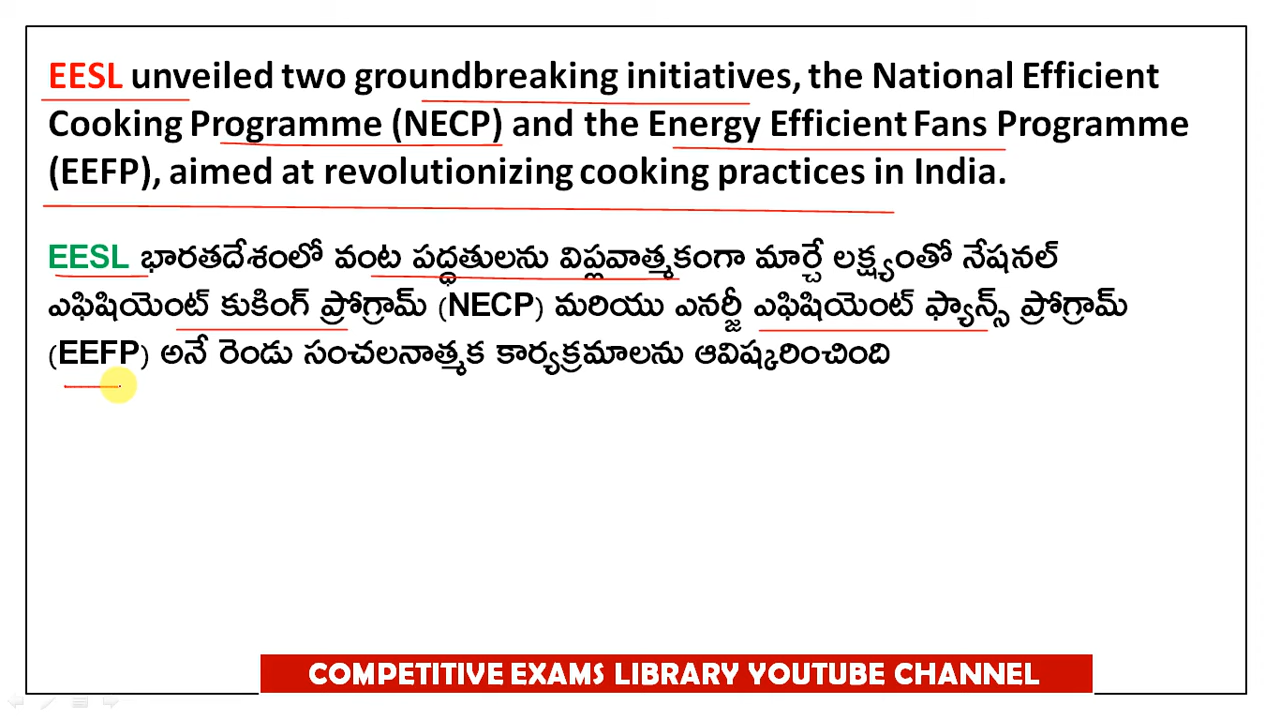 EESL unveiled two groundbreaking initiatives, the National Efficient
Cooking Programme (NECP) and the Energy Efficient Fans Programme
(EEFP), aimed at revolutionizing cooking practices in India.
EESL భారతదేశంలో వంట పద్ధతులను విప్లవాత్మకంగా మార్చే లక్ష్యంతో నేషనల్
ఎఫిషియెంట్ కుకింగ్ ప్రోగ్రామ్ (NECP) మరియు ఎనర్జీ ఎఫిషియెంట్ ఫ్యాన్స్ ప్రోగ్రామ్
(EEFP) అనే రెండు సంచలనాత్మక కార్యక్రమాలను ఆవిష్కరించింది
COMPETITIVE EXAMS LIBRARY YOUTUBE CHANNEL